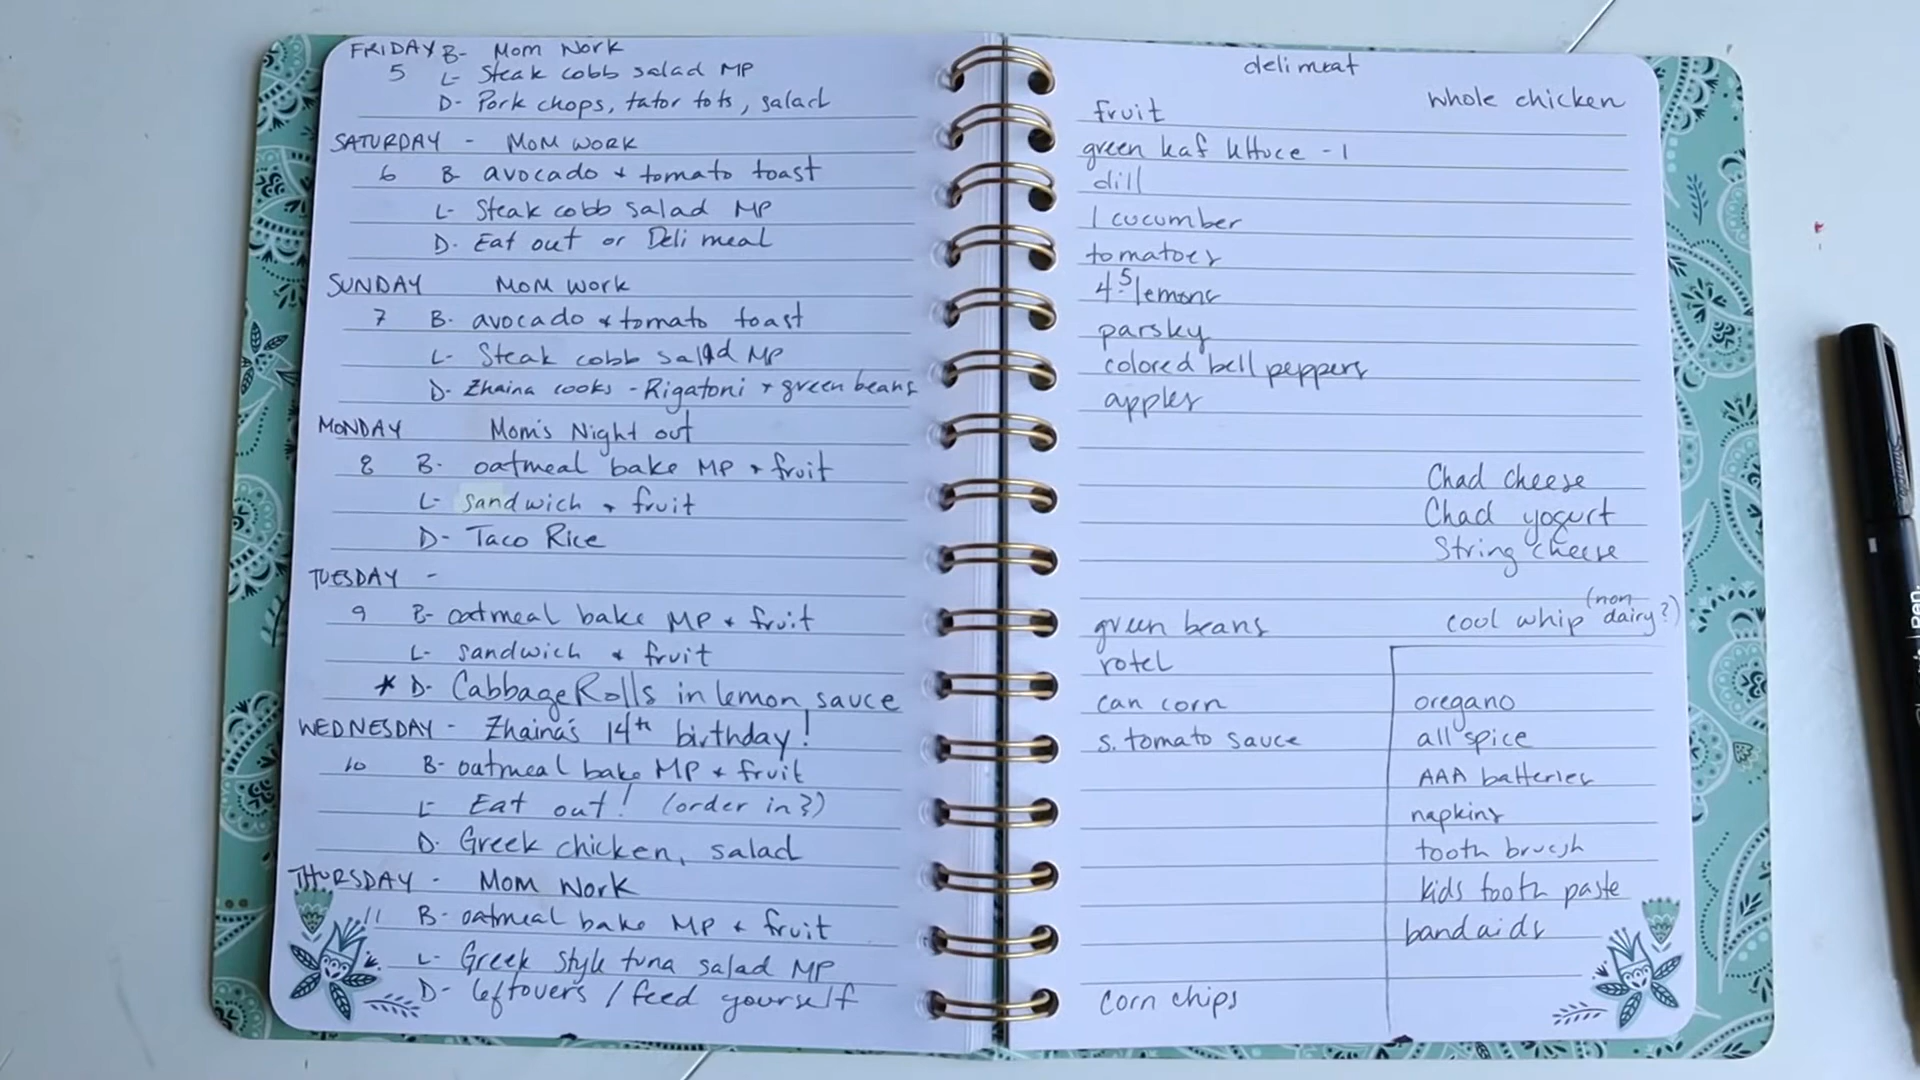 FRIDAY B- Mom Work
5 L- Steak cobb salad MP
D- Pork chops, tator tots, salad
SATURDAY - MOM WORK
6 B- avocado + tomato toast
L- Steak cobb salad MP
D. Eat out or Deli meal
SUNDAY MOM WORK
7 B. avocado + tomato toast
L- Steak cobb salad MP
D- Zhaina cooks - Rigatoni + green beans
MONDAY Mom's Night out
8 B- oatmeal bake MP + fruit
L- sandwich + fruit
D- Taco Rice
TUESDAY -
9 B- oatmeal bake MP + fruit
L- sandwich + fruit
* D- Cabbage Rolls in lemon sauce
WEDNESDAY - Zhaina's 14th birthday!
10 B- oatmeal bake MP + fruit
L- Eat out! (order in?)
D. Greek chicken, salad
THURSDAY - Mom Work
11 B- oatmeal bake MP + fruit
L- Greek style tuna salad MP
D- leftovers / feed yourself
deli meat
whole chicken
fruit
green leaf lettuce - 1
dill
1 cucumber
tomatoes
4-5 lemons
parsley
colored bell peppers
apples
Chad cheese
Chad yogurt
String cheese
green beans
cool whip (non dairy?)
rotel
can corn
s. tomato sauce
oregano
all spice
AAA batteries
napkins
tooth brush
kids tooth paste
bandaids
corn chips